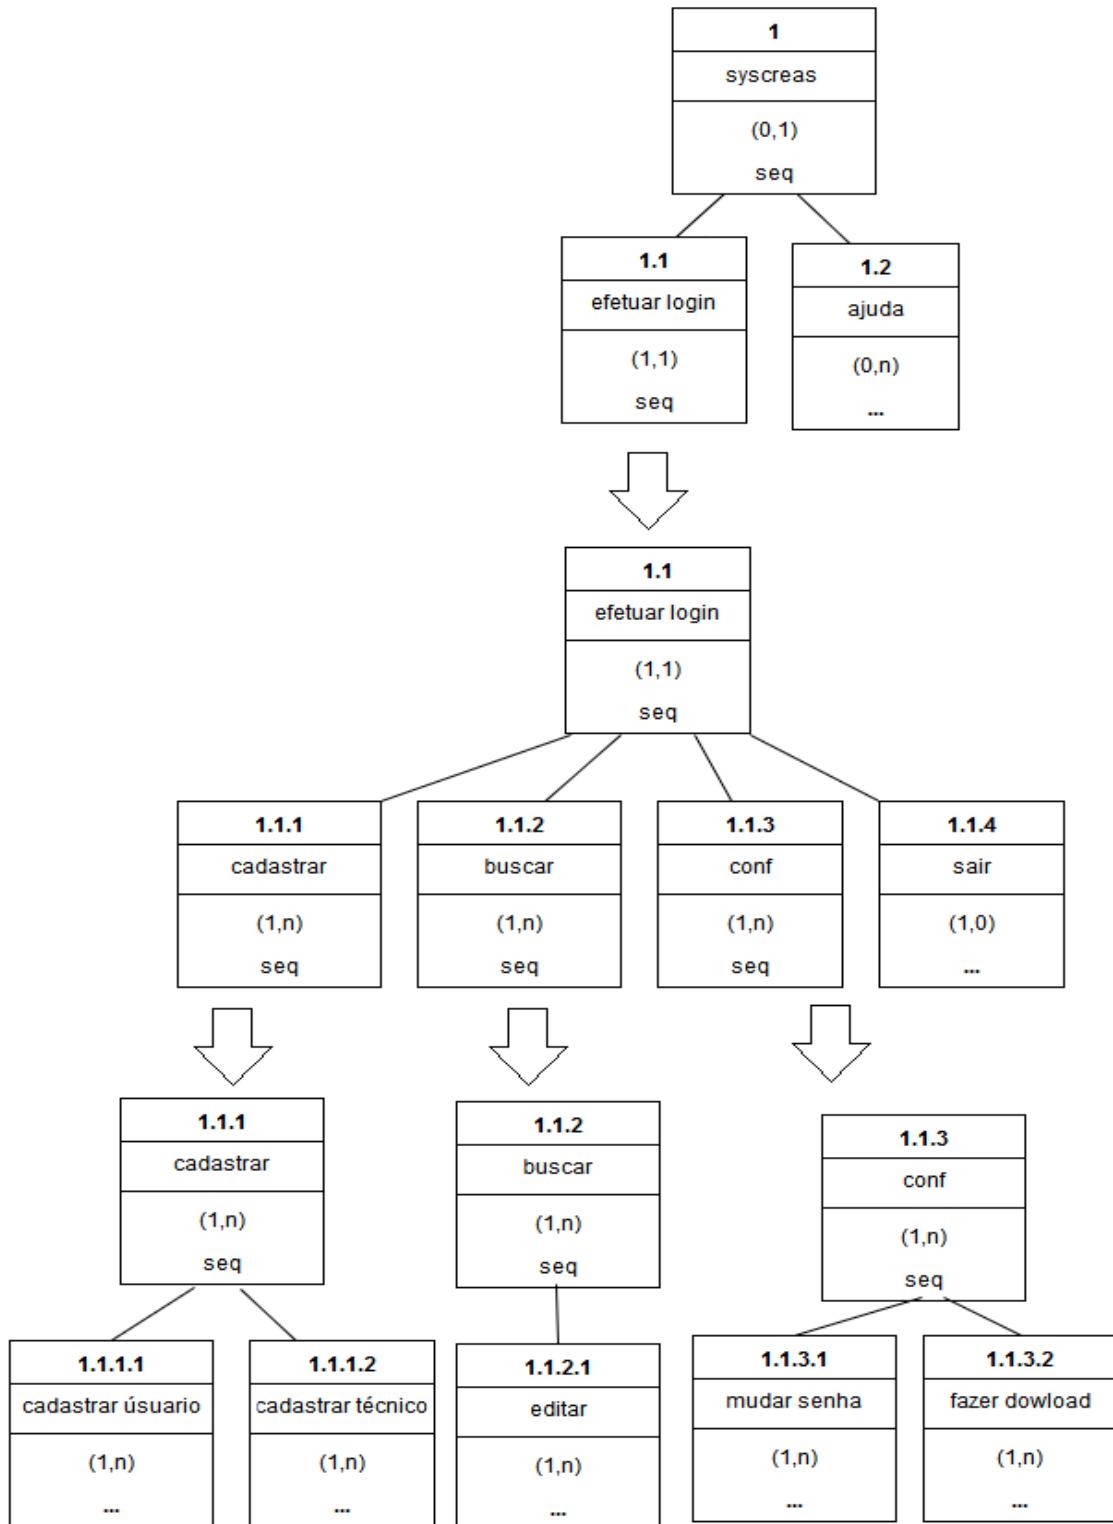 1
syscreas
(0,1)
seq
1.1
efetuar login
(1,1)
seq
1.2
ajuda
(0,n)
...
1.1
efetuar login
(1,1)
seq
1.1.1
cadastrar
(1,n)
seq
1.1.2
buscar
(1,n)
seq
1.1.3
conf
(1,n)
seq
1.1.4
sair
(1,0)
...
1.1.1
cadastrar
(1,n)
seq
1.1.2
buscar
(1,n)
seq
1.1.3
conf
(1,n)
seq
1.1.1.1
cadastrar úsuario
(1,n)
...
1.1.1.2
cadastrar técnico
(1,n)
...
1.1.2.1
editar
(1,n)
...
1.1.3.1
mudar senha
(1,n)
...
1.1.3.2
fazer dowload
(1,n)
...